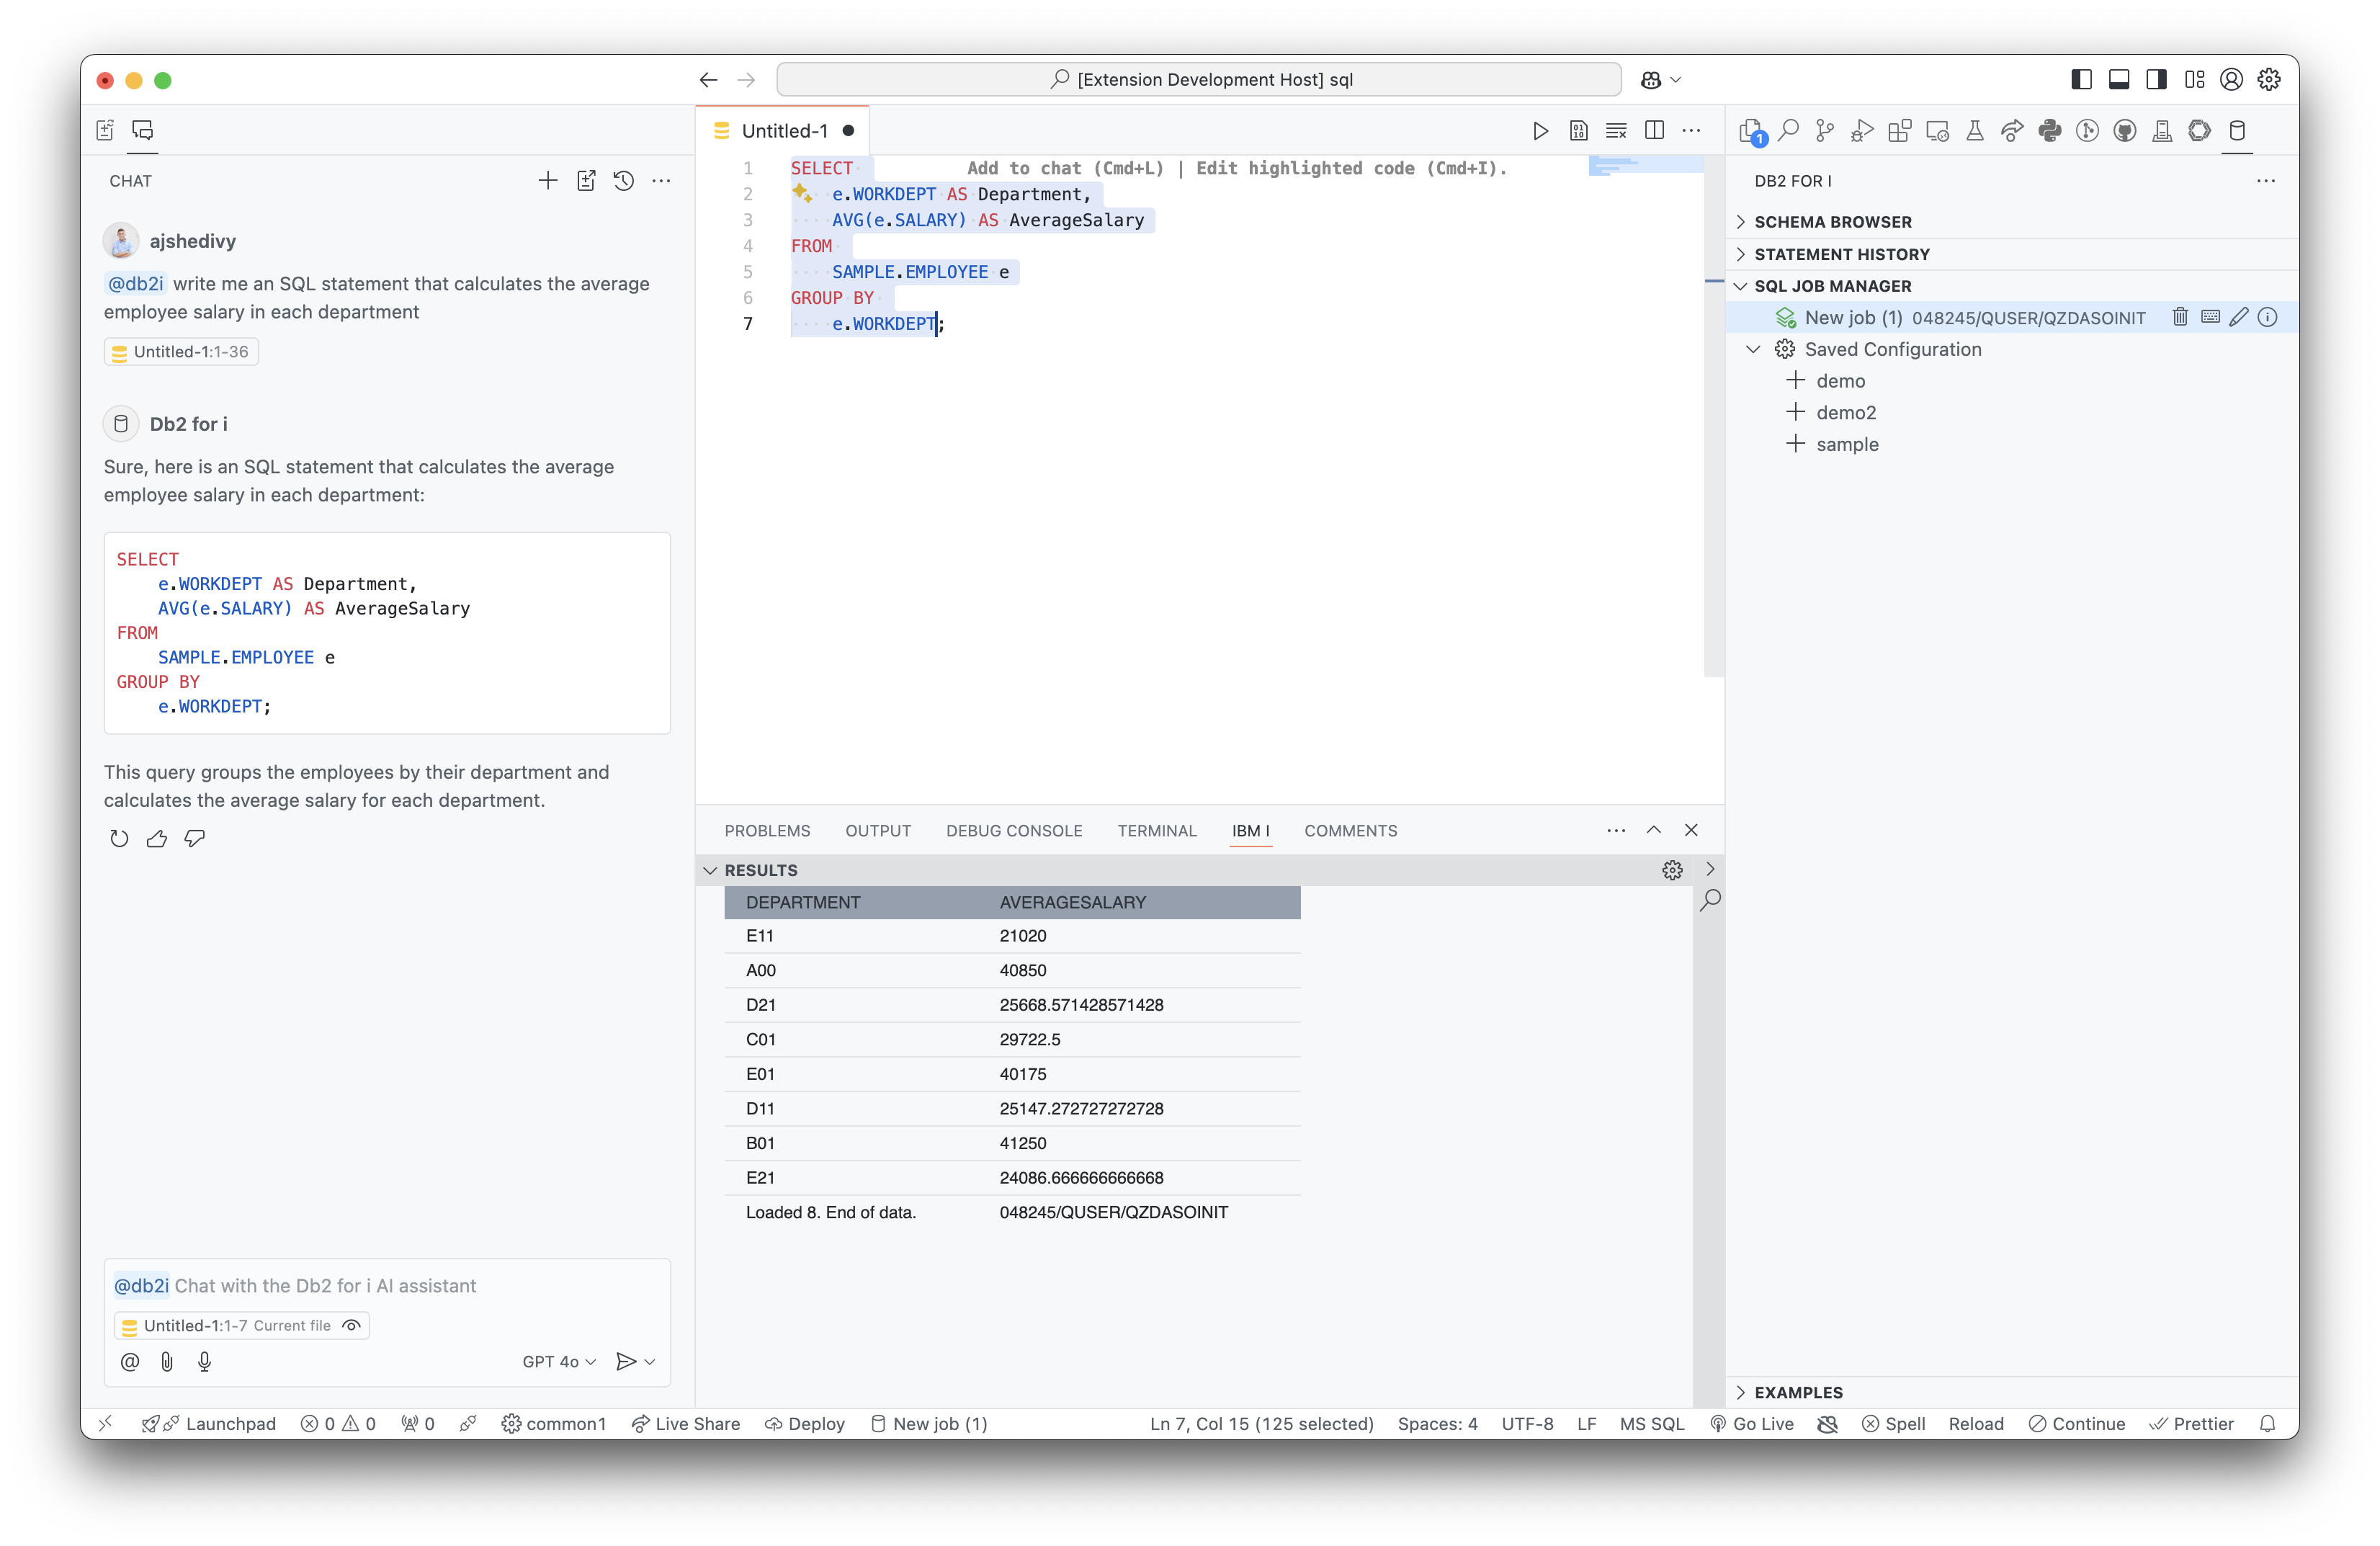 [Extension Development Host] sql
CHAT
ajshedivy
@db2i write me an SQL statement that calculates the average
employee salary in each department
Untitled-1:1-36
Db2 for i
Sure, here is an SQL statement that calculates the average
employee salary in each department:
SELECT
e.WORKDEPT AS Department,
AVG(e.SALARY) AS AverageSalary
FROM
SAMPLE.EMPLOYEE e
GROUP BY
e.WORKDEPT;
This query groups the employees by their department and
calculates the average salary for each department.
@db2i Chat with the Db2 for i AI assistant
Untitled-1:1-7 Current file
GPT 4o
Untitled-1
1 SELECT Add to chat (Cmd+L) | Edit highlighted code (Cmd+I).
2 e.WORKDEPT AS Department,
3 AVG(e.SALARY) AS AverageSalary
4 FROM
5 SAMPLE.EMPLOYEE e
6 GROUP BY
7 e.WORKDEPT;
PROBLEMS OUTPUT DEBUG CONSOLE TERMINAL IBM I COMMENTS
RESULTS
DEPARTMENT AVERAGESALARY
E11 21020
A00 40850
D21 25668.571428571428
C01 29722.5
E01 40175
D11 25147.272727272728
B01 41250
E21 24086.666666666668
Loaded 8. End of data. 048245/QUSER/QZDASOINIT
1
DB2 FOR I
SCHEMA BROWSER
STATEMENT HISTORY
SQL JOB MANAGER
New job (1) 048245/QUSER/QZDASOINIT
Saved Configuration
demo
demo2
sample
EXAMPLES
Launchpad 0 0 0 common1 Live Share Deploy New job (1) Ln 7, Col 15 (125 selected) Spaces: 4 UTF-8 LF MS SQL Go Live Spell Reload Continue Prettier